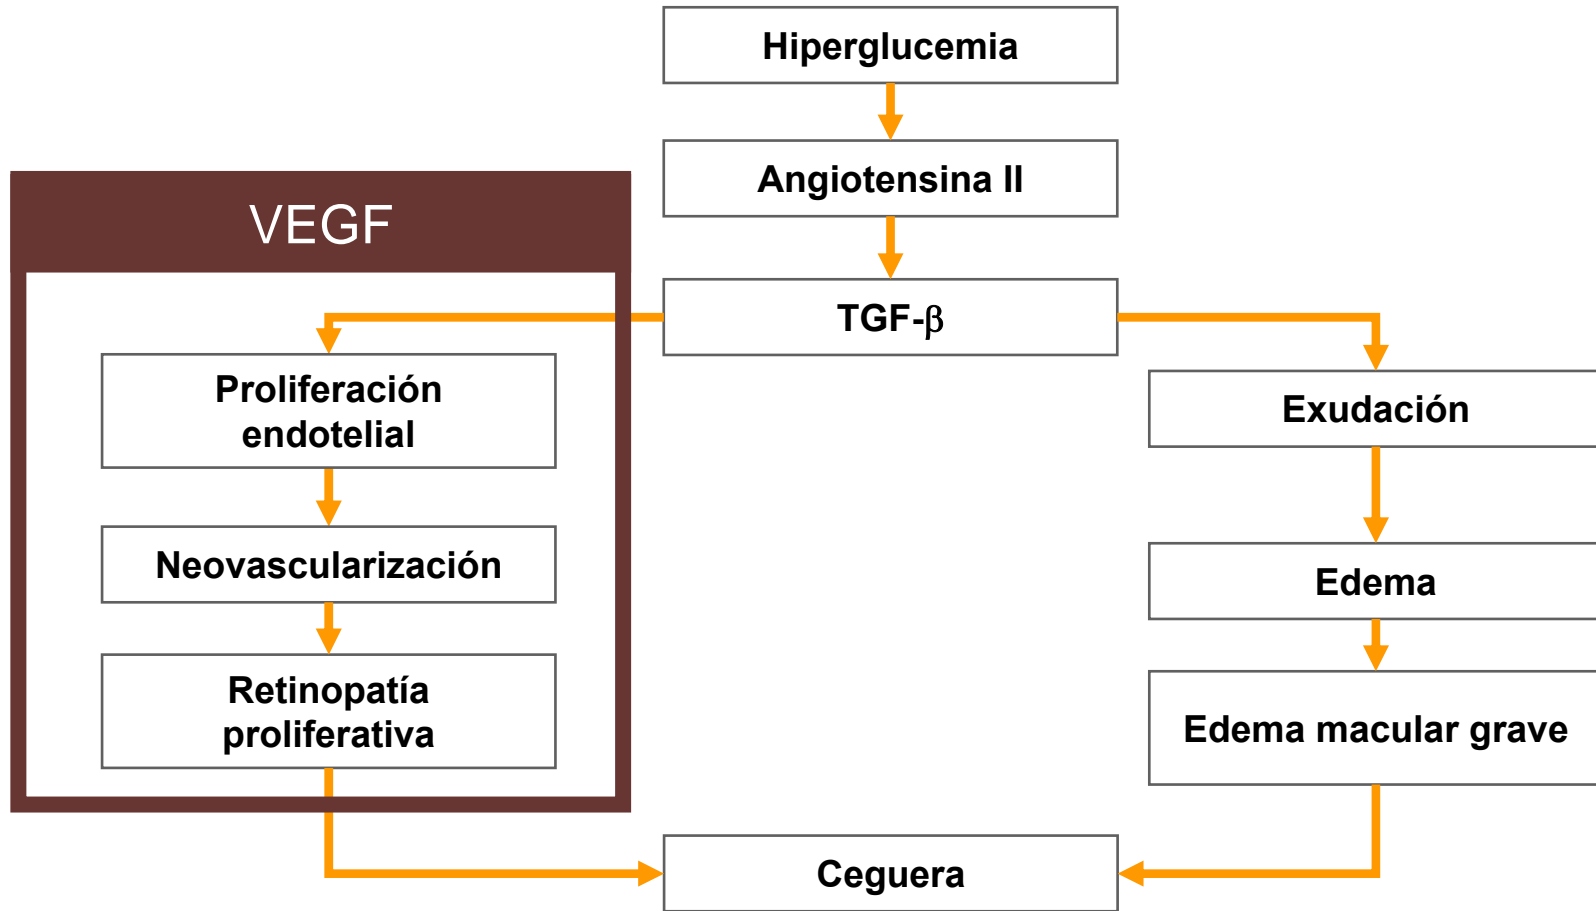 Hiperglucemia
Angiotensina II
VEGF
TGF-β
Proliferación
endotelial
Exudación
Neovascularización
Edema
Retinopatía
proliferativa
Edema macular grave
Ceguera